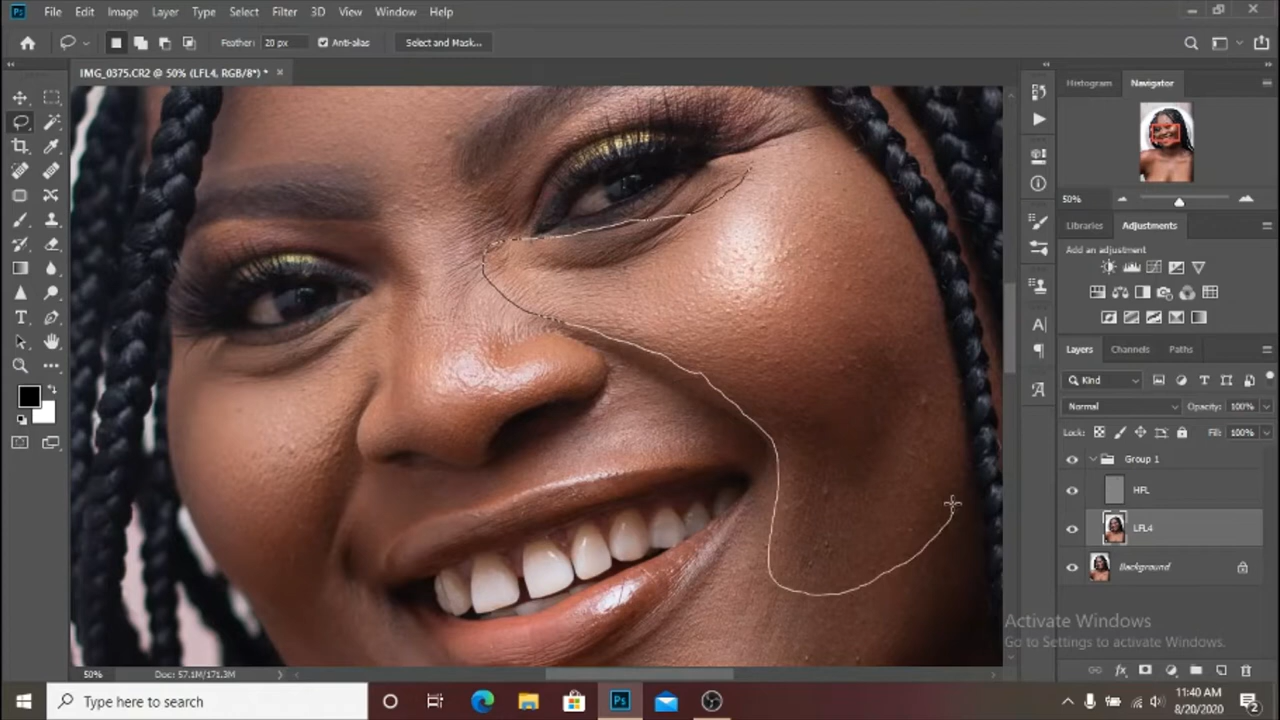 Ps File Edit Image Layer Type Select Filter 3D View Window Help
Feather: 20 px Anti-alias Select and Mask...
IMG_0375.CR2 @ 50% (LFL4, RGB/8*) * ×
Histogram Navigator
50%
Libraries Adjustments
Add an adjustment
Layers Channels Paths
Kind
Normal Opacity: 100%
Lock: Fill: 100%
Group 1
HFL
LFL4
Background
Activate Windows
Go to Settings to activate Windows.
50% Doc: 57.1M/171.3M
Type here to search
Ps
11:40 AM
8/20/2020
2